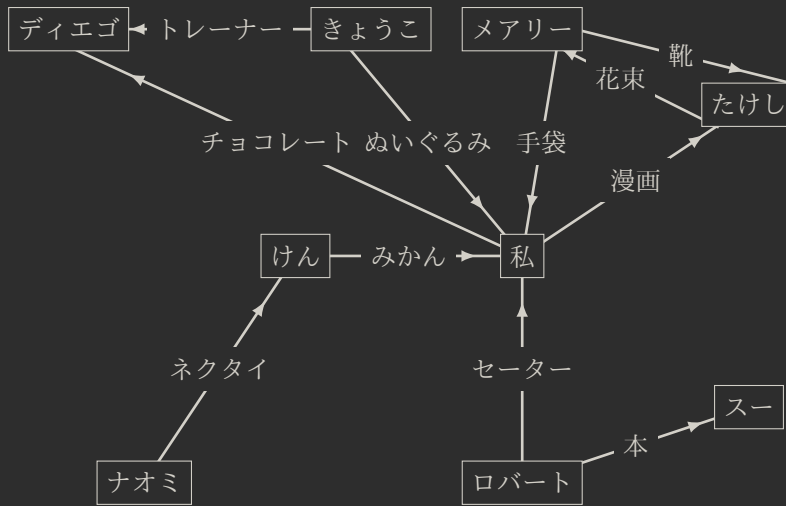 ディエゴ トレーナー きょうこ メアリー
靴
花束
たけし
チョコレート ぬいぐるみ 手袋
漫画
けん みかん 私
ネクタイ セーター
スー
本
ナオミ ロバート